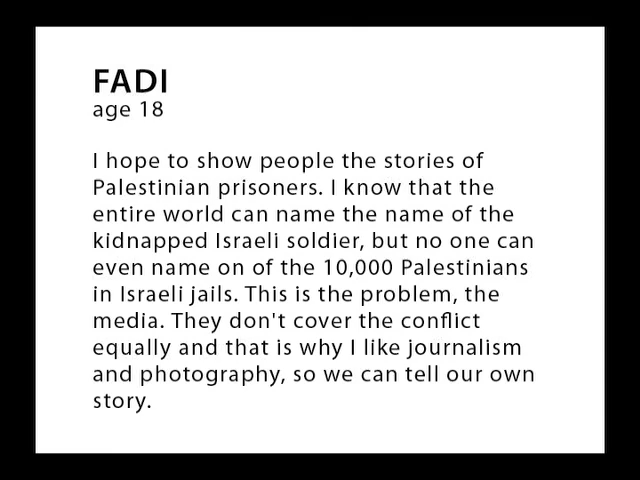 FADI
age 18
I hope to show people the stories of
Palestinian prisoners. I know that the
entire world can name the name of the
kidnapped Israeli soldier, but no one can
even name on of the 10,000 Palestinians
in Israeli jails. This is the problem, the
media. They don't cover the conflict
equally and that is why I like journalism
and photography, so we can tell our own
story.